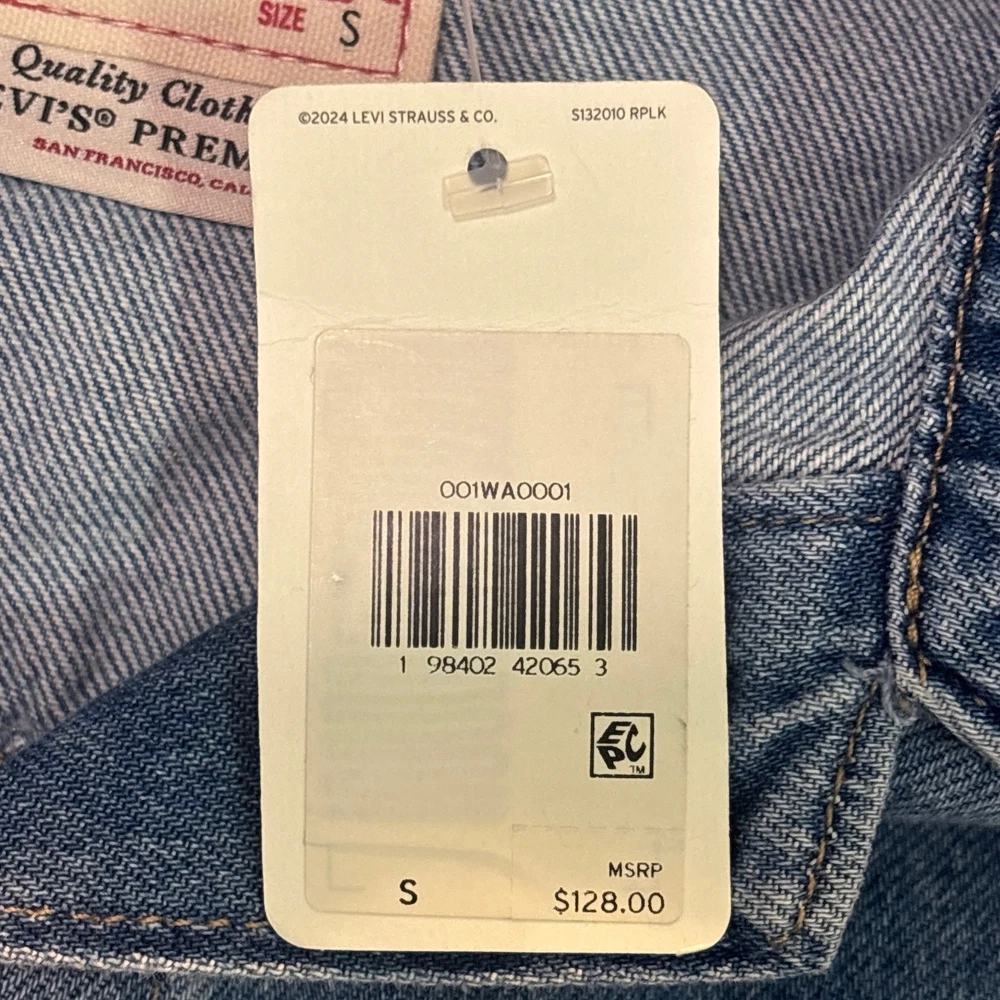 SIZE S
Quality Cloth
EVI'S® PREM
SAN FRANCISCO, CAL
©2024 LEVI STRAUSS & CO. S132010 RPLK
001WA0001
1 98402 42065 3
EPC
TM
S
MSRP
$128.00